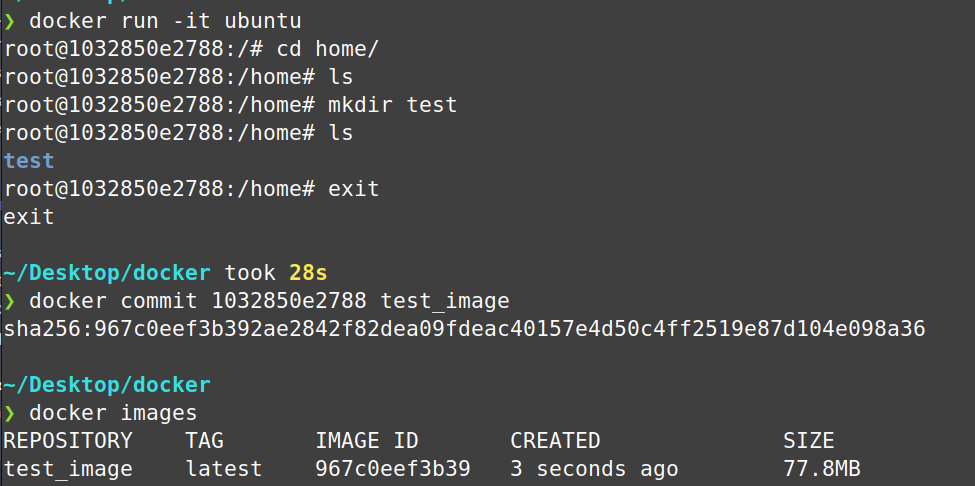 ❯ docker run -it ubuntu
root@1032850e2788:/# cd home/
root@1032850e2788:/home# ls
root@1032850e2788:/home# mkdir test
root@1032850e2788:/home# ls
test
root@1032850e2788:/home# exit
exit
~/Desktop/docker took 28s
❯ docker commit 1032850e2788 test_image
sha256:967c0eef3b392ae2842f82dea09fdeac40157e4d50c4ff2519e87d104e098a36
~/Desktop/docker
❯ docker images
REPOSITORY TAG IMAGE ID CREATED SIZE
test_image latest 967c0eef3b39 3 seconds ago 77.8MB